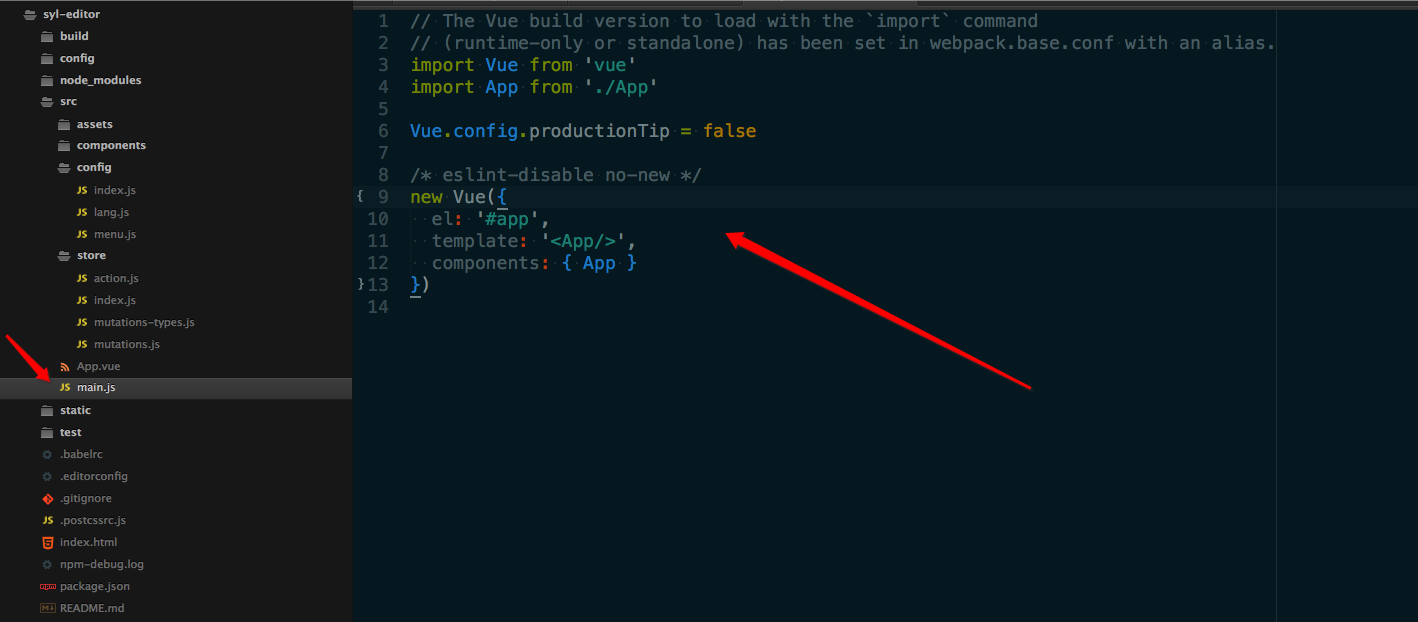 syl-editor
build
config
node_modules
src
assets
components
config
JS index.js
JS lang.js
JS menu.js
store
JS action.js
JS index.js
JS mutations-types.js
JS mutations.js
App.vue
JS main.js
static
test
.babelrc
.editorconfig
.gitignore
JS .postcssrc.js
index.html
npm-debug.log
npm package.json
M↓ README.md
1 // The Vue build version to load with the `import` command
2 // (runtime-only or standalone) has been set in webpack.base.conf with an alias.
3 import Vue from 'vue'
4 import App from './App'
5
6 Vue.config.productionTip = false
7
8 /* eslint-disable no-new */
{ 9 new Vue({
10   el: '#app',
11   template: '<App/>',
12   components: { App }
} 13 })
14